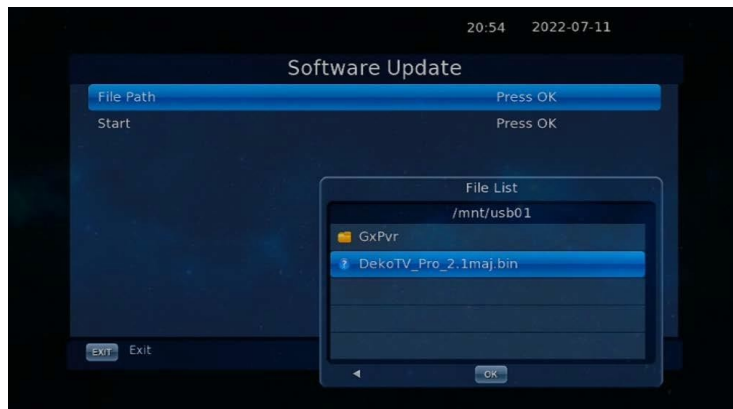 20:54 2022-07-11
Software Update
File Path Press OK
Start Press OK
File List
/mnt/usb01
GxPvr
DekoTV_Pro_2.1maj.bin
EXIT Exit
OK